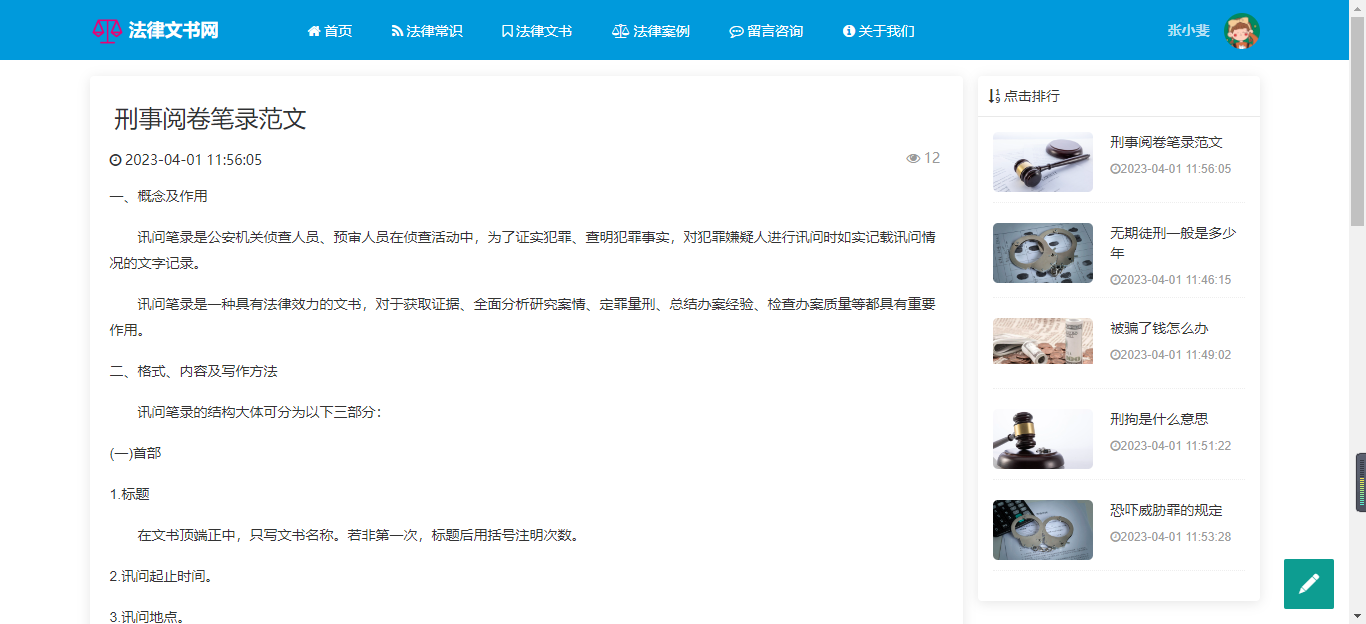 法律文书网
首页
法律常识
法律文书
法律案例
留言咨询
关于我们
张小斐
刑事阅卷笔录范文
2023-04-01 11:56:05
12
一、概念及作用
讯问笔录是公安机关侦查人员、预审人员在侦查活动中，为了证实犯罪、查明犯罪事实，对犯罪嫌疑人进行讯问时如实记载讯问情
况的文字记录。
讯问笔录是一种具有法律效力的文书，对于获取证据、全面分析研究案情、定罪量刑、总结办案经验、检查办案质量等都具有重要
作用。
二、格式、内容及写作方法
讯问笔录的结构大体可分为以下三部分：
(一)首部
1.标题
在文书顶端正中，只写文书名称。若非第一次，标题后用括号注明次数。
2.讯问起止时间。
3.讯问地点。
点击排行
刑事阅卷笔录范文
2023-04-01 11:56:05
无期徒刑一般是多少
年
2023-04-01 11:46:15
被骗了钱怎么办
2023-04-01 11:49:02
刑拘是什么意思
2023-04-01 11:51:22
恐吓威胁罪的规定
2023-04-01 11:53:28